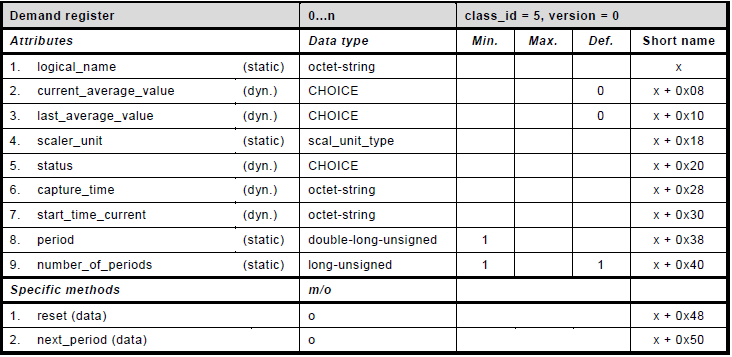 Demand register 0...n class_id = 5, version = 0
Attributes Data type Min. Max. Def. Short name
1. logical_name (static) octet-string x
2. current_average_value (dyn.) CHOICE 0 x + 0x08
3. last_average_value (dyn.) CHOICE 0 x + 0x10
4. scaler_unit (static) scal_unit_type x + 0x18
5. status (dyn.) CHOICE x + 0x20
6. capture_time (dyn.) octet-string x + 0x28
7. start_time_current (dyn.) octet-string x + 0x30
8. period (static) double-long-unsigned 1 x + 0x38
9. number_of_periods (static) long-unsigned 1 1 x + 0x40
Specific methods m/o
1. reset (data) o x + 0x48
2. next_period (data) o x + 0x50